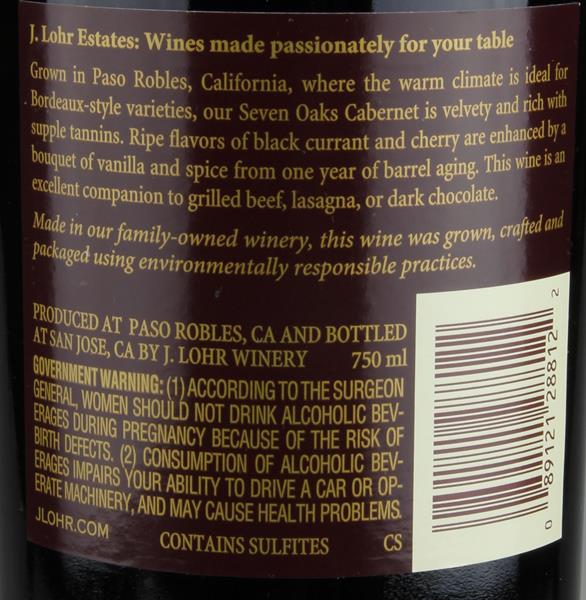 J. Lohr Estates: Wines made passionately for your table
Grown in Paso Robles, California, where the warm climate is ideal for
Bordeaux-style varieties, our Seven Oaks Cabernet is velvety and rich with
supple tannins. Ripe flavors of black currant and cherry are enhanced by a
bouquet of vanilla and spice from one year of barrel aging. This wine is an
excellent companion to grilled beef, lasagna, or dark chocolate.
Made in our family-owned winery, this wine was grown, crafted and
packaged using environmentally responsible practices.
PRODUCED AT PASO ROBLES, CA AND BOTTLED
AT SAN JOSE, CA BY J. LOHR WINERY 750 ml
GOVERNMENT WARNING: (1) ACCORDING TO THE SURGEON
GENERAL, WOMEN SHOULD NOT DRINK ALCOHOLIC BEV-
ERAGES DURING PREGNANCY BECAUSE OF THE RISK OF
BIRTH DEFECTS. (2) CONSUMPTION OF ALCOHOLIC BEV-
ERAGES IMPAIRS YOUR ABILITY TO DRIVE A CAR OR OP-
ERATE MACHINERY, AND MAY CAUSE HEALTH PROBLEMS.
JLOHR.COM
CONTAINS SULFITES CS
0 89121 28812 2